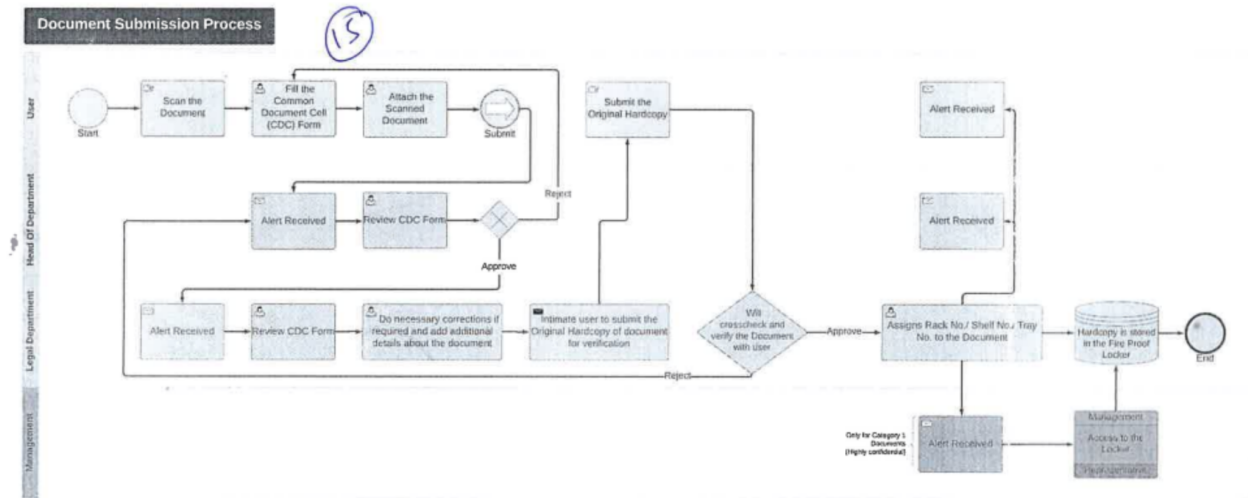 Document Submission Process
15
User
Start
Scan the
Document
Fill the
Common
Document Cell
(CDC) Form
Attach the
Scanned
Document
Submit
Submit the
Original Hardcopy
Alert Received
Head Of Department
Alert Received
Review CDC Form
Reject
Approve
Alert Received
Legal Department
Alert Received
Review CDC Form
Do necessary corrections if
required and add additional
details about the document
Intimate user to submit the
Original Hardcopy of document
for verification
Will
crosscheck and
verify the Document
with user
Approve
Reject
Assigns Rack No./ Shelf No./ Tray
No. to the Document
Hardcopy is stored
in the Fire Proof
Locker
End
Management
Only for Category 1
Documents
(Highly confidential)
Alert Received
Management
Access to the
Locker